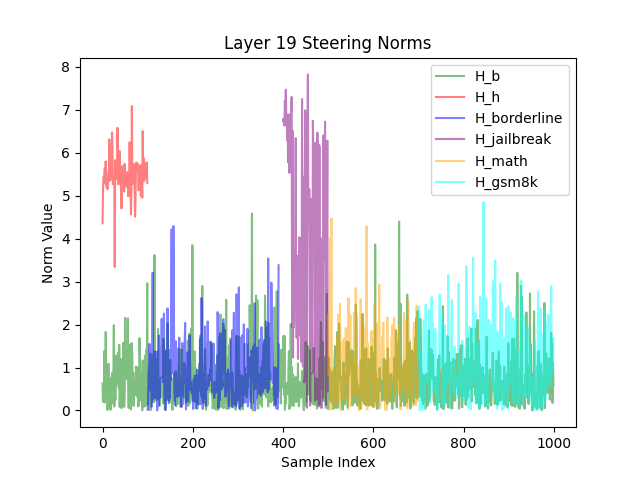 Layer 19 Steering Norms
8
7
6
5
4
3
2
1
0
Norm Value
H_b
H_h
H_borderline
H_jailbreak
H_math
H_gsm8k
0
200
400
600
800
1000
Sample Index